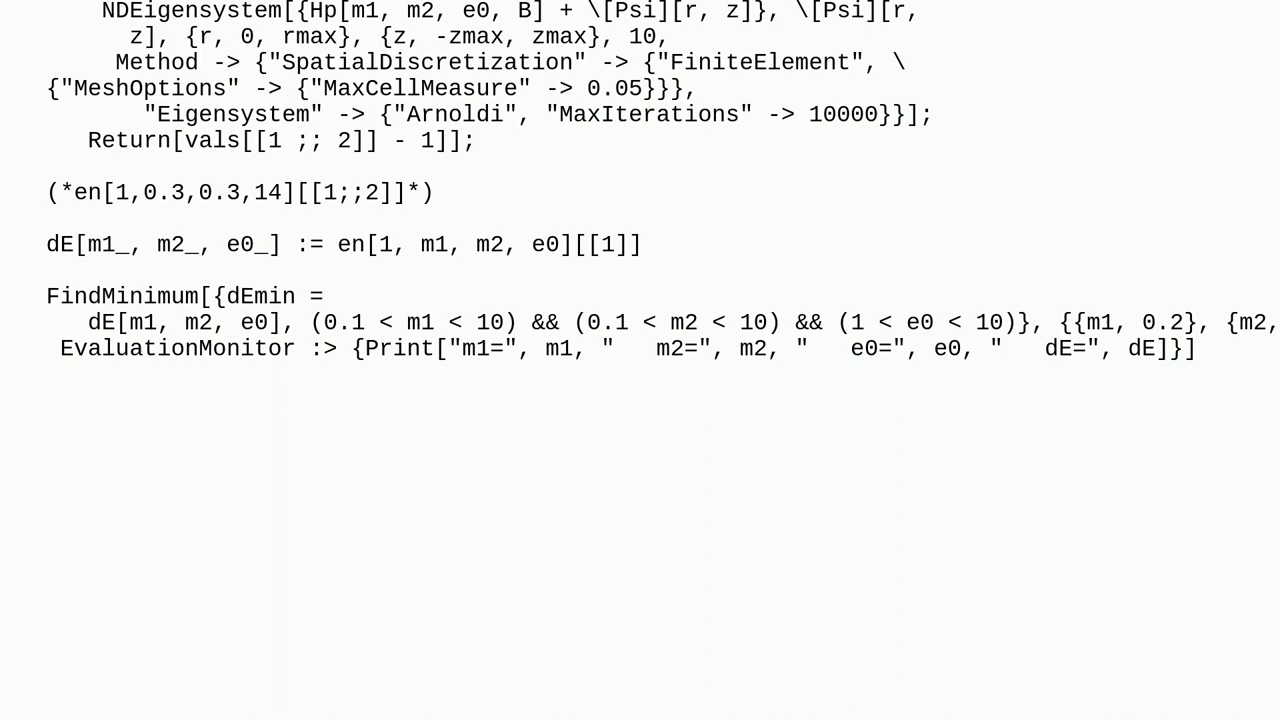 NDEigensystem[{Hp[m1, m2, e0, B] + \[Psi][r, z]}, \[Psi][r,
z], {r, 0, rmax}, {z, -zmax, zmax}, 10,
Method -> {"SpatialDiscretization" -> {"FiniteElement", \
{"MeshOptions" -> {"MaxCellMeasure" -> 0.05}}},
"Eigensystem" -> {"Arnoldi", "MaxIterations" -> 10000}}];
Return[vals[[1 ;; 2]] - 1]];
(*en[1,0.3,0.3,14][[1;;2]]*)
dE[m1_, m2_, e0_] := en[1, m1, m2, e0][[1]]
FindMinimum[{dEmin =
dE[m1, m2, e0], (0.1 < m1 < 10) && (0.1 < m2 < 10) && (1 < e0 < 10)}, {{m1, 0.2}, {m2,
EvaluationMonitor :> {Print["m1=", m1, "   m2=", m2, "   e0=", e0, "   dE=", dE]}]